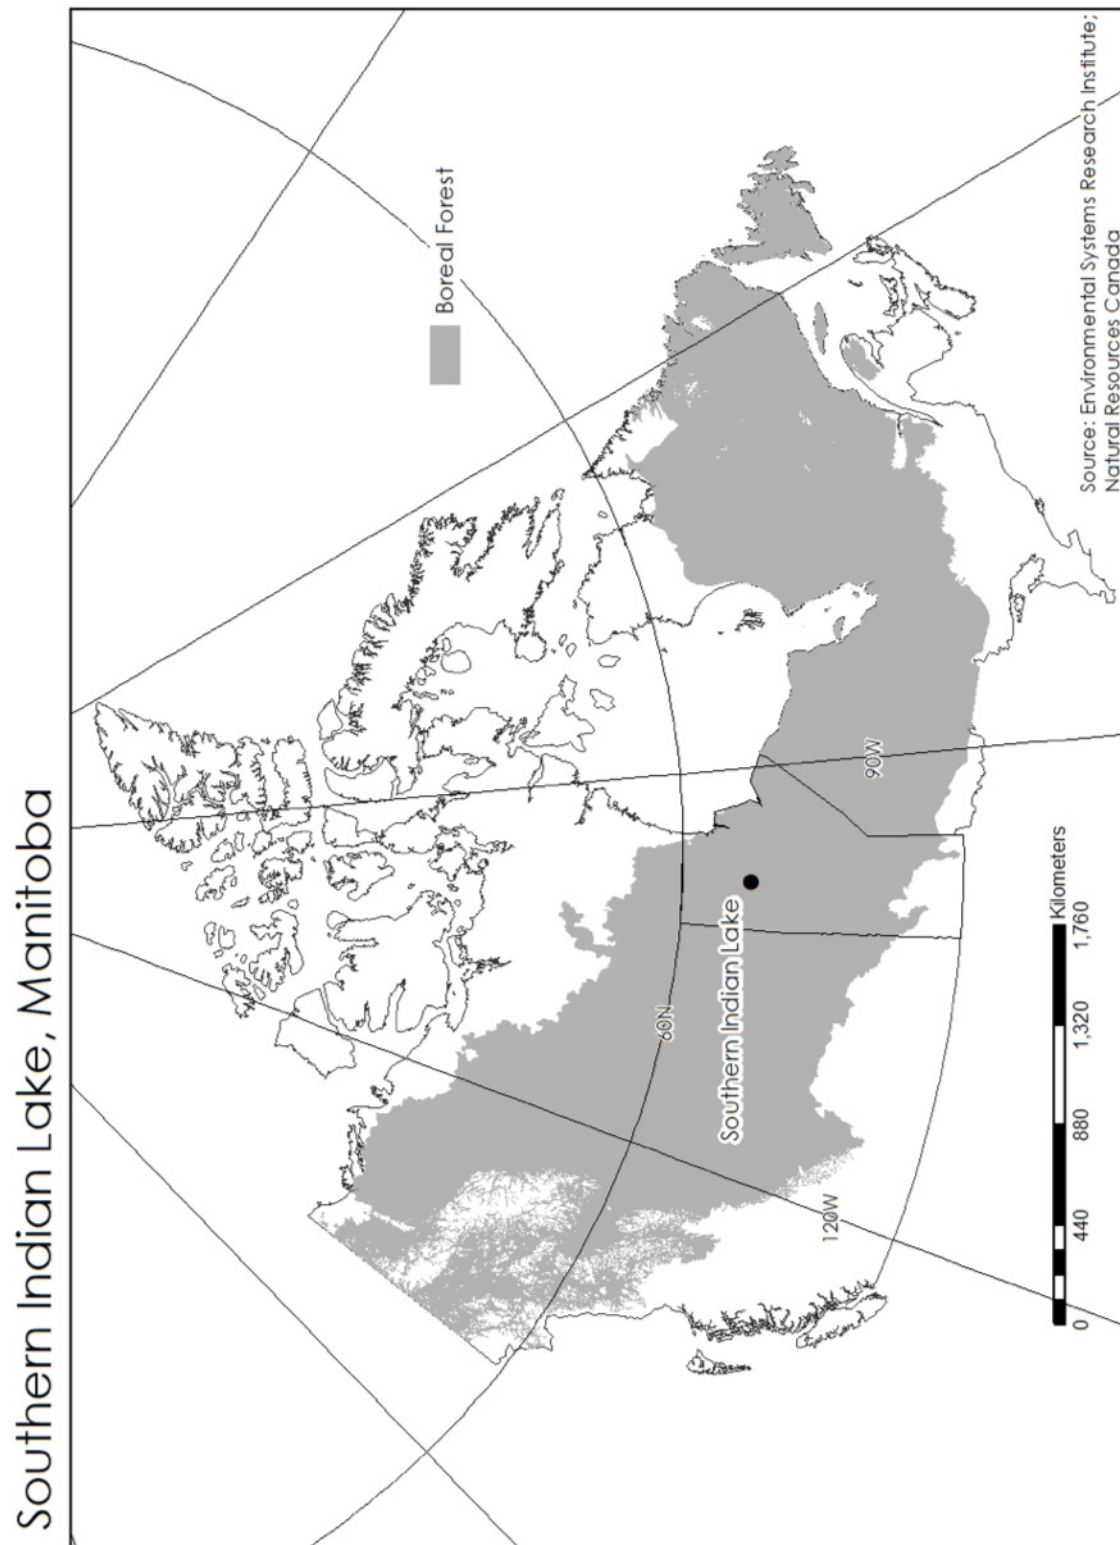 Southern Indian Lake, Manitoba
Boreal Forest
60N
Southern Indian Lake
90W
120W
Kilometers
0 440 880 1,320 1,760
Source: Environmental Systems Research Institute;
Natural Resources Canada